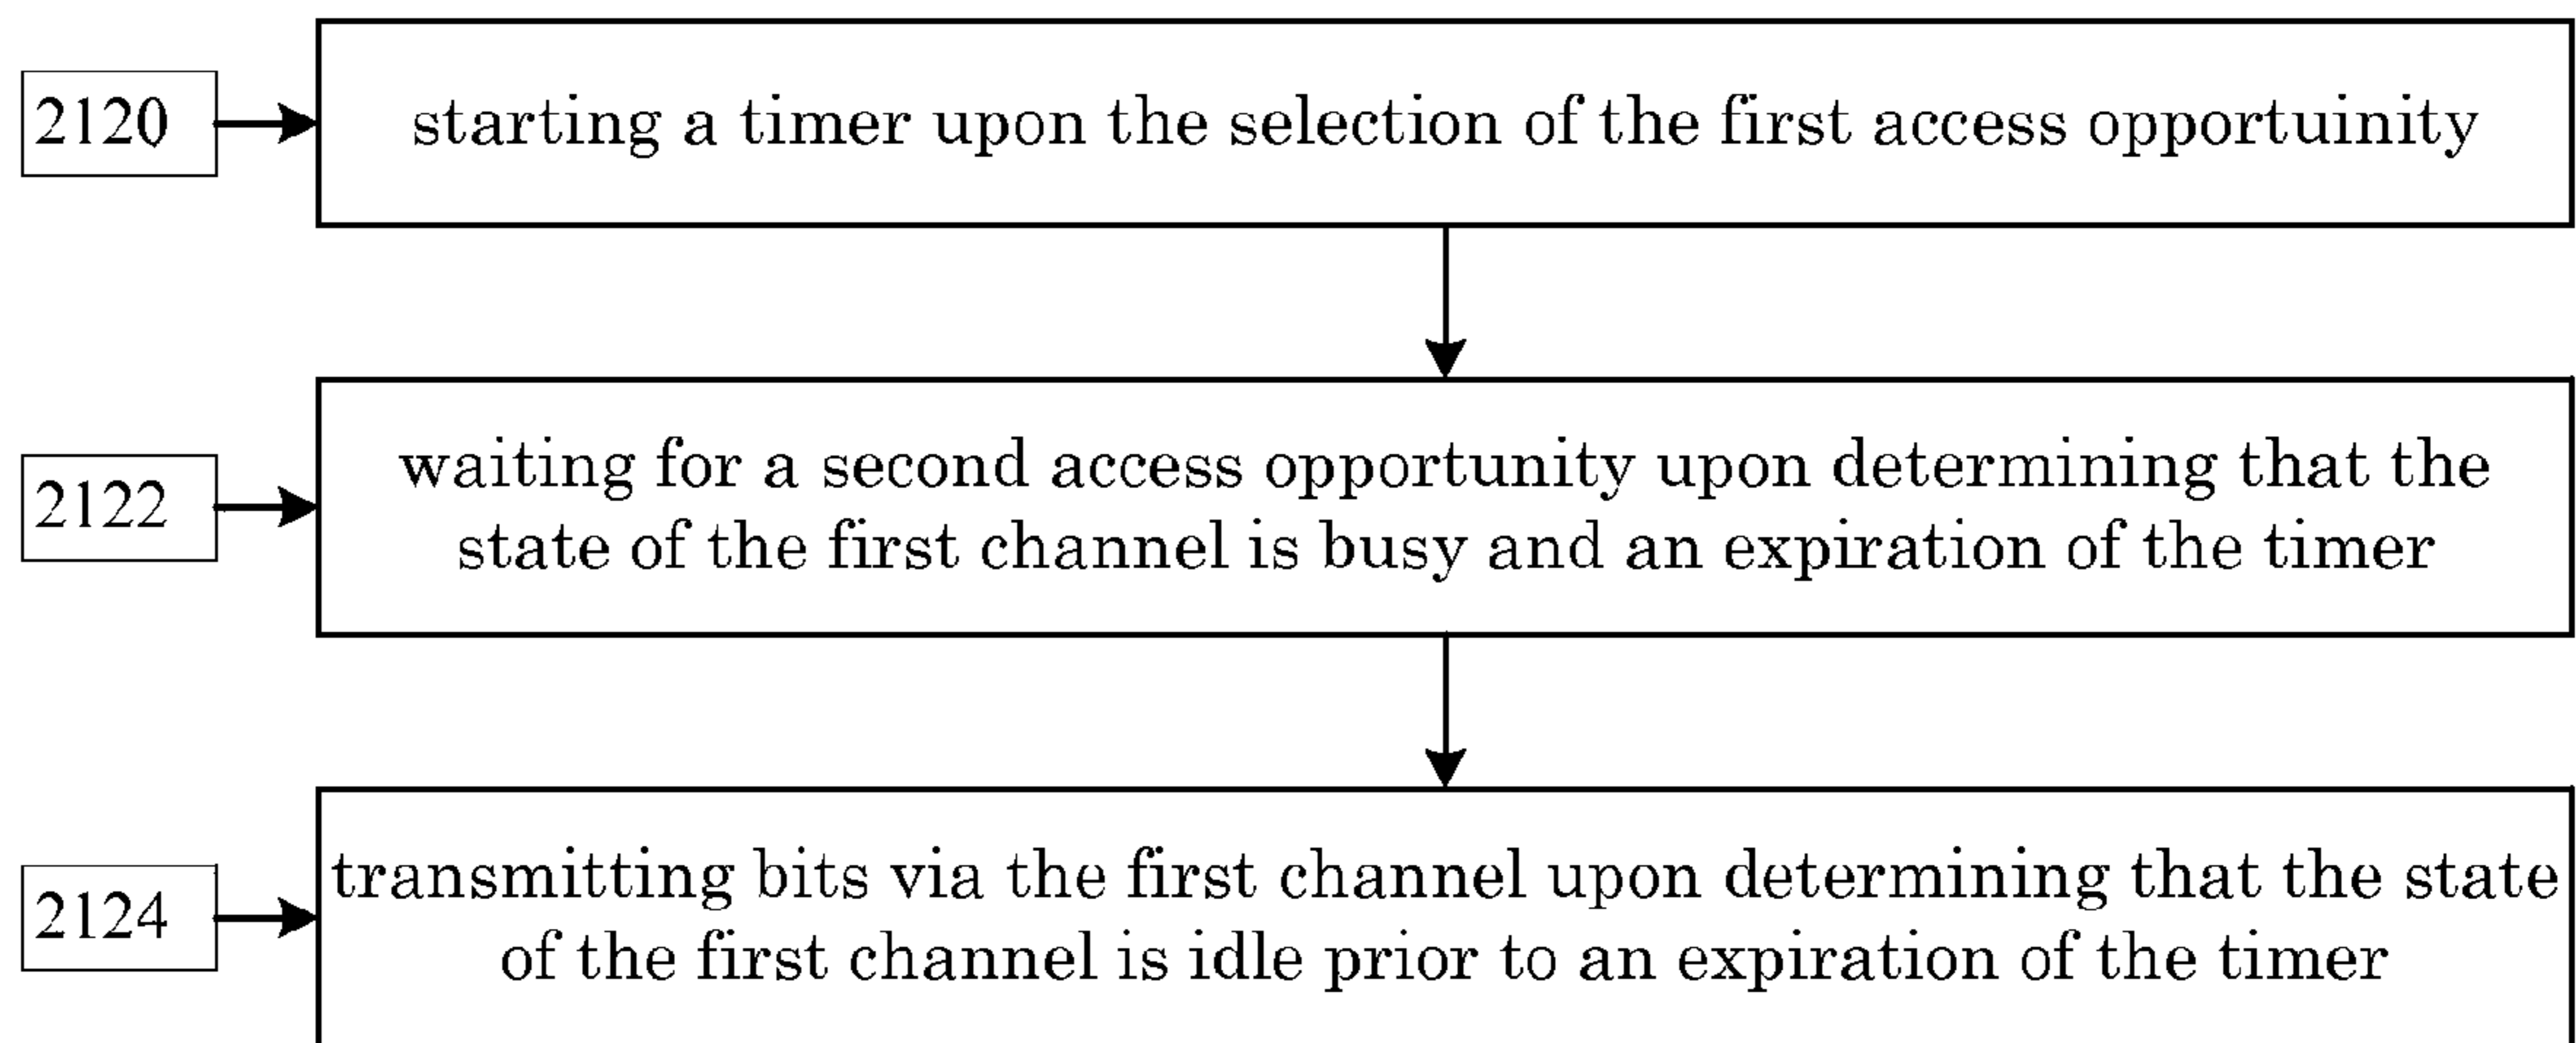 2120
starting a timer upon the selection of the first access opportuinity
2122
waiting for a second access opportunity upon determining that the
state of the first channel is busy and an expiration of the timer
2124
transmitting bits via the first channel upon determining that the state
of the first channel is idle prior to an expiration of the timer